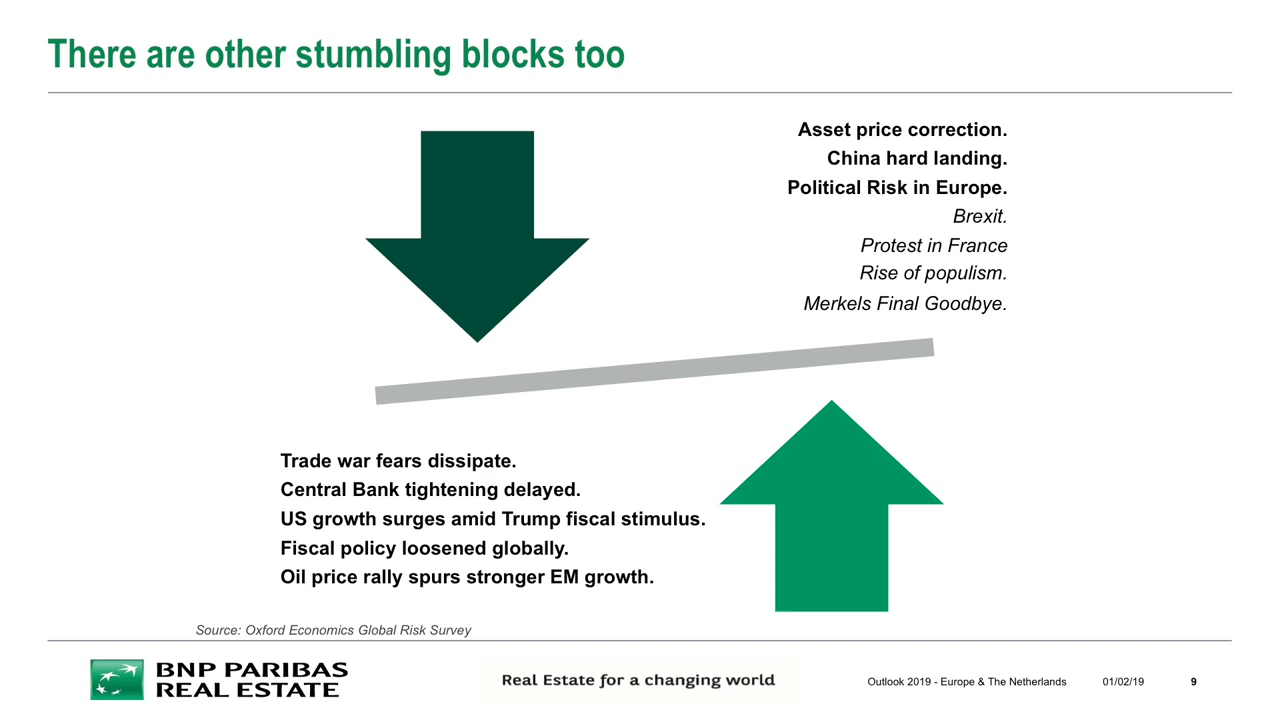 There are other stumbling blocks too
Asset price correction.
China hard landing.
Political Risk in Europe.
Brexit.
Protest in France
Rise of populism.
Merkels Final Goodbye.
Trade war fears dissipate.
Central Bank tightening delayed.
US growth surges amid Trump fiscal stimulus.
Fiscal policy loosened globally.
Oil price rally spurs stronger EM growth.
Source: Oxford Economics Global Risk Survey
BNP PARIBAS
REAL ESTATE
Real Estate for a changing world
Outlook 2019 - Europe & The Netherlands
01/02/19
9